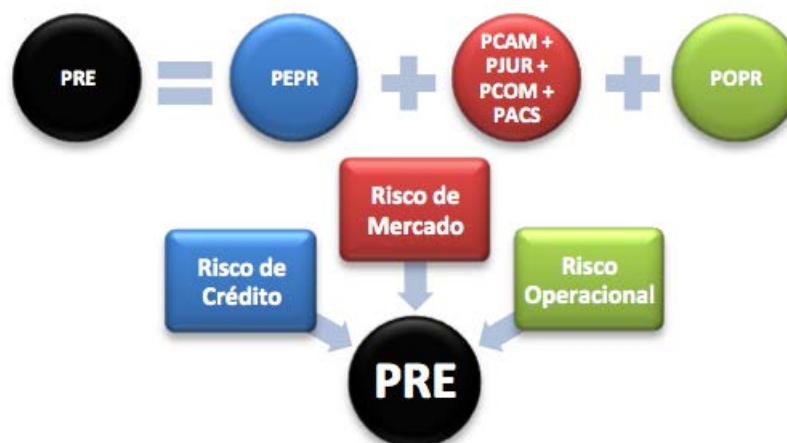 PRE
PEPR
PCAM +
PJUR +
PCOM +
PACS
POPR
Risco de
Mercado
Risco de
Crédito
Risco
Operacional
PRE